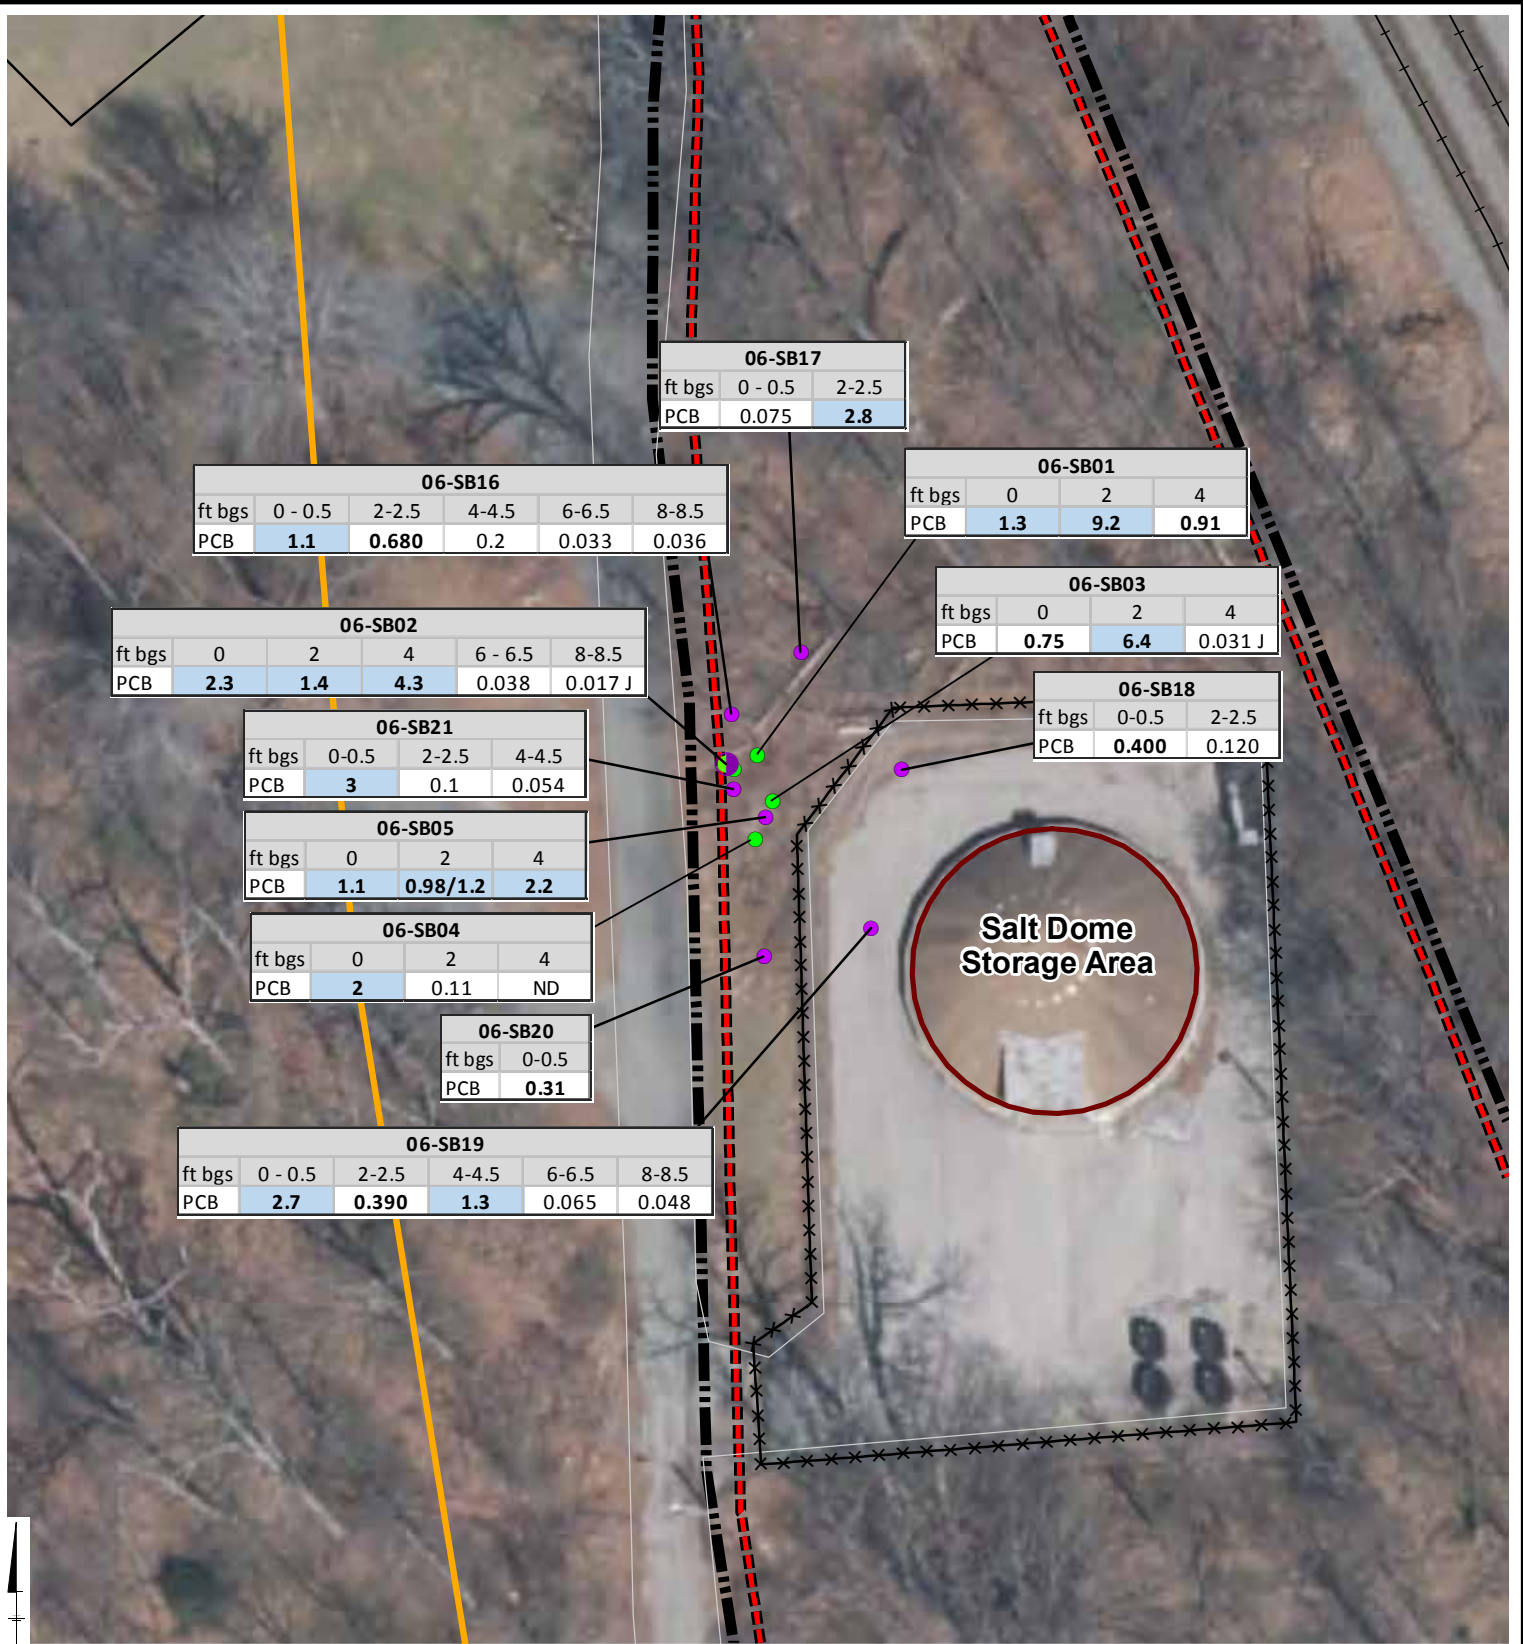 06-SB17
ft bgs 0 - 0.5 2-2.5
PCB 0.075 2.8
06-SB01
ft bgs 0 2 4
PCB 1.3 9.2 0.91
06-SB16
ft bgs 0 - 0.5 2-2.5 4-4.5 6-6.5 8-8.5
PCB 1.1 0.680 0.2 0.033 0.036
06-SB03
ft bgs 0 2 4
PCB 0.75 6.4 0.031 J
06-SB02
ft bgs 0 2 4 6 - 6.5 8-8.5
PCB 2.3 1.4 4.3 0.038 0.017 J
06-SB18
ft bgs 0-0.5 2-2.5
PCB 0.400 0.120
06-SB21
ft bgs 0-0.5 2-2.5 4-4.5
PCB 3 0.1 0.054
06-SB05
ft bgs 0 2 4
PCB 1.1 0.98/1.2 2.2
06-SB04
ft bgs 0 2 4
PCB 2 0.11 ND
Salt Dome
Storage Area
06-SB20
ft bgs 0-0.5
PCB 0.31
06-SB19
ft bgs 0 - 0.5 2-2.5 4-4.5 6-6.5 8-8.5
PCB 2.7 0.390 1.3 0.065 0.048